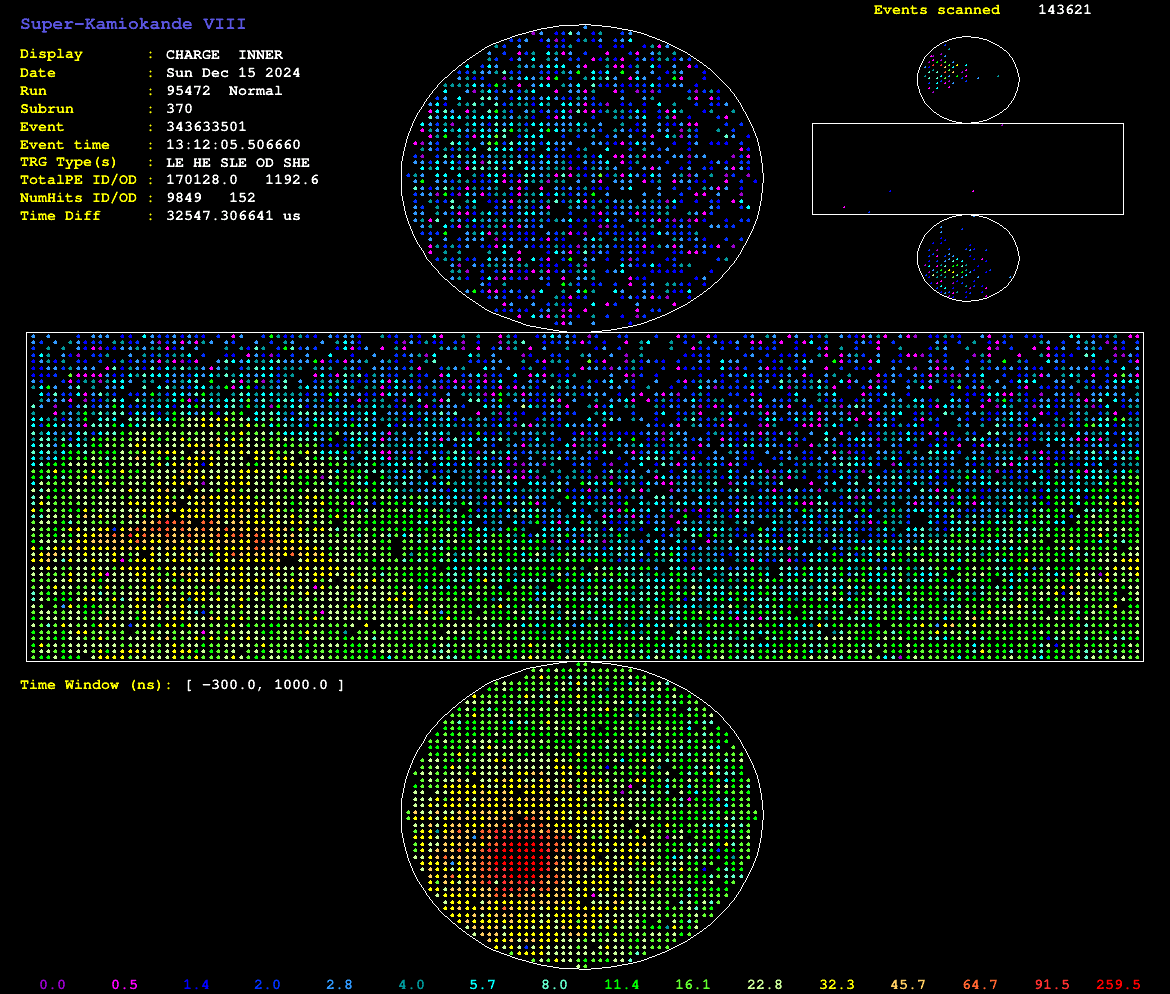 Super-Kamiokande VIII
Events scanned 143621
Display : CHARGE INNER
Date : Sun Dec 15 2024
Run : 95472 Normal
Subrun : 370
Event : 343633501
Event time : 13:12:05.506660
TRG Type(s) : LE HE SLE OD SHE
TotalPE ID/OD : 170128.0 1192.6
NumHits ID/OD : 9849 152
Time Diff : 32547.306641 us
Time Window (ns): [ −300.0, 1000.0 ]
0.0 0.5 1.4 2.0 2.8 4.0 5.7 8.0 11.4 16.1 22.8 32.3 45.7 64.7 91.5 259.5